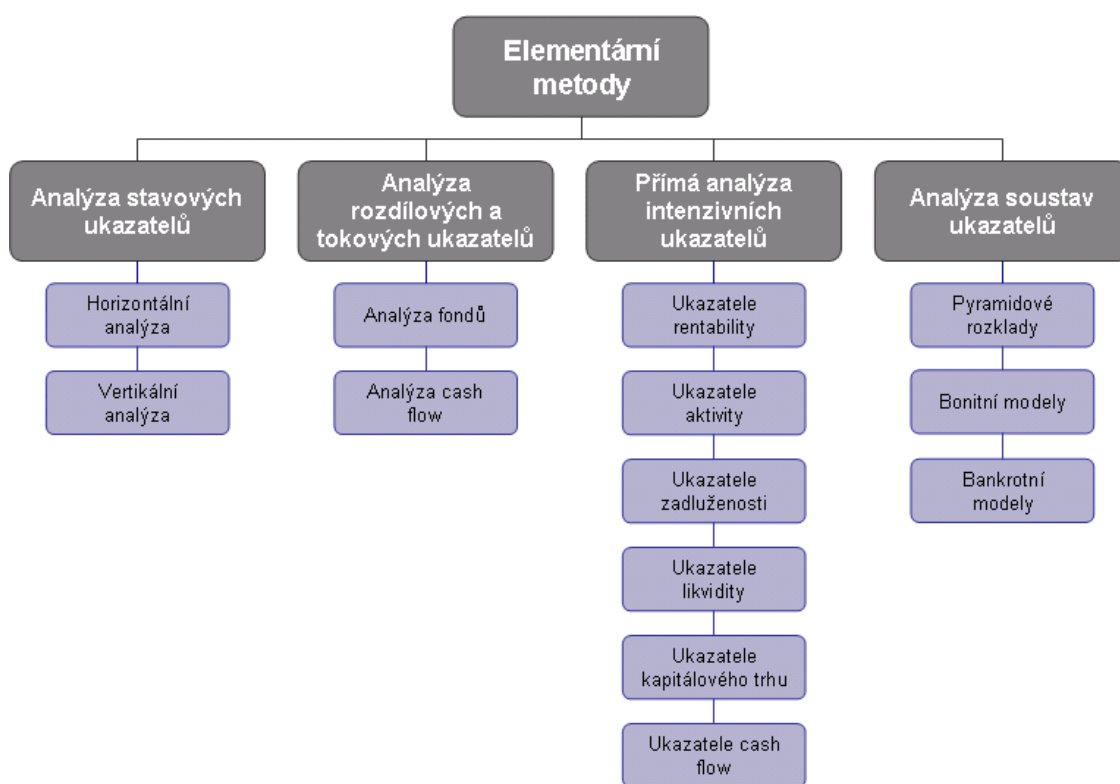 Elementární
metody
Analýza stavových
ukazatelů
Analýza
rozdílových a
tokových ukazatelů
Přímá analýza
intenzivních
ukazatelů
Analýza soustav
ukazatelů
Horizontální
analýza
Vertikální
analýza
Analýza fondů
Analýza cash
flow
Ukazatele
rentability
Ukazatele
aktivity
Ukazatele
zadluženosti
Ukazatele
likvidity
Ukazatele
kapitálového trhu
Ukazatele cash
flow
Pyramidové
rozklady
Bonitní modely
Bankrotní
modely